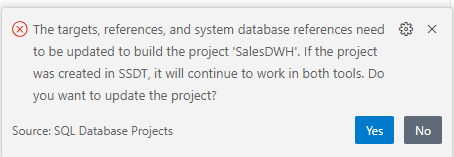 The targets, references, and system database references need
to be updated to build the project 'SalesDWH'. If the project
was created in SSDT, it will continue to work in both tools. Do
you want to update the project?
Source: SQL Database Projects
Yes
No